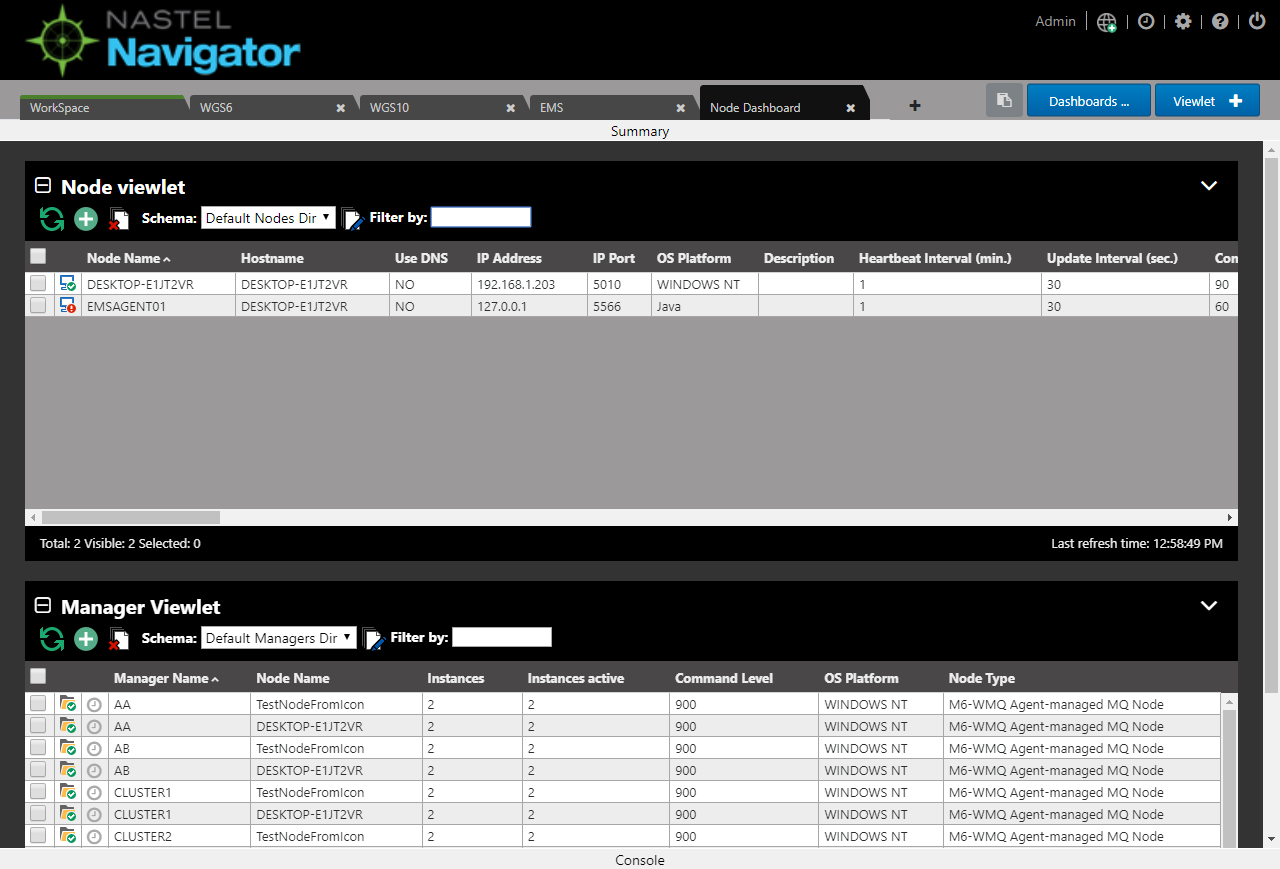 NASTEL
Navigator
Admin
WorkSpace
WGS6
WGS10
EMS
Node Dashboard
Dashboards ...
Viewlet
Summary
Node viewlet
Schema: Default Nodes Dir Filter by:
Node Name Hostname Use DNS IP Address IP Port OS Platform Description Heartbeat Interval (min.) Update Interval (sec.) Con
DESKTOP-E1JT2VR DESKTOP-E1JT2VR NO 192.168.1.203 5010 WINDOWS NT 1 30 90
EMSAGENT01 DESKTOP-E1JT2VR NO 127.0.0.1 5566 Java 1 30 60
Total: 2 Visible: 2 Selected: 0 Last refresh time: 12:58:49 PM
Manager Viewlet
Schema: Default Managers Dir Filter by:
Manager Name Node Name Instances Instances active Command Level OS Platform Node Type
AA TestNodeFromIcon 2 2 900 WINDOWS NT M6-WMQ Agent-managed MQ Node
AA DESKTOP-E1JT2VR 2 2 900 WINDOWS NT M6-WMQ Agent-managed MQ Node
AB TestNodeFromIcon 2 2 900 WINDOWS NT M6-WMQ Agent-managed MQ Node
AB DESKTOP-E1JT2VR 2 2 900 WINDOWS NT M6-WMQ Agent-managed MQ Node
CLUSTER1 TestNodeFromIcon 2 2 900 WINDOWS NT M6-WMQ Agent-managed MQ Node
CLUSTER1 DESKTOP-E1JT2VR 2 2 900 WINDOWS NT M6-WMQ Agent-managed MQ Node
CLUSTER2 TestNodeFromIcon 2 2 900 WINDOWS NT M6-WMQ Agent-managed MQ Node
Console